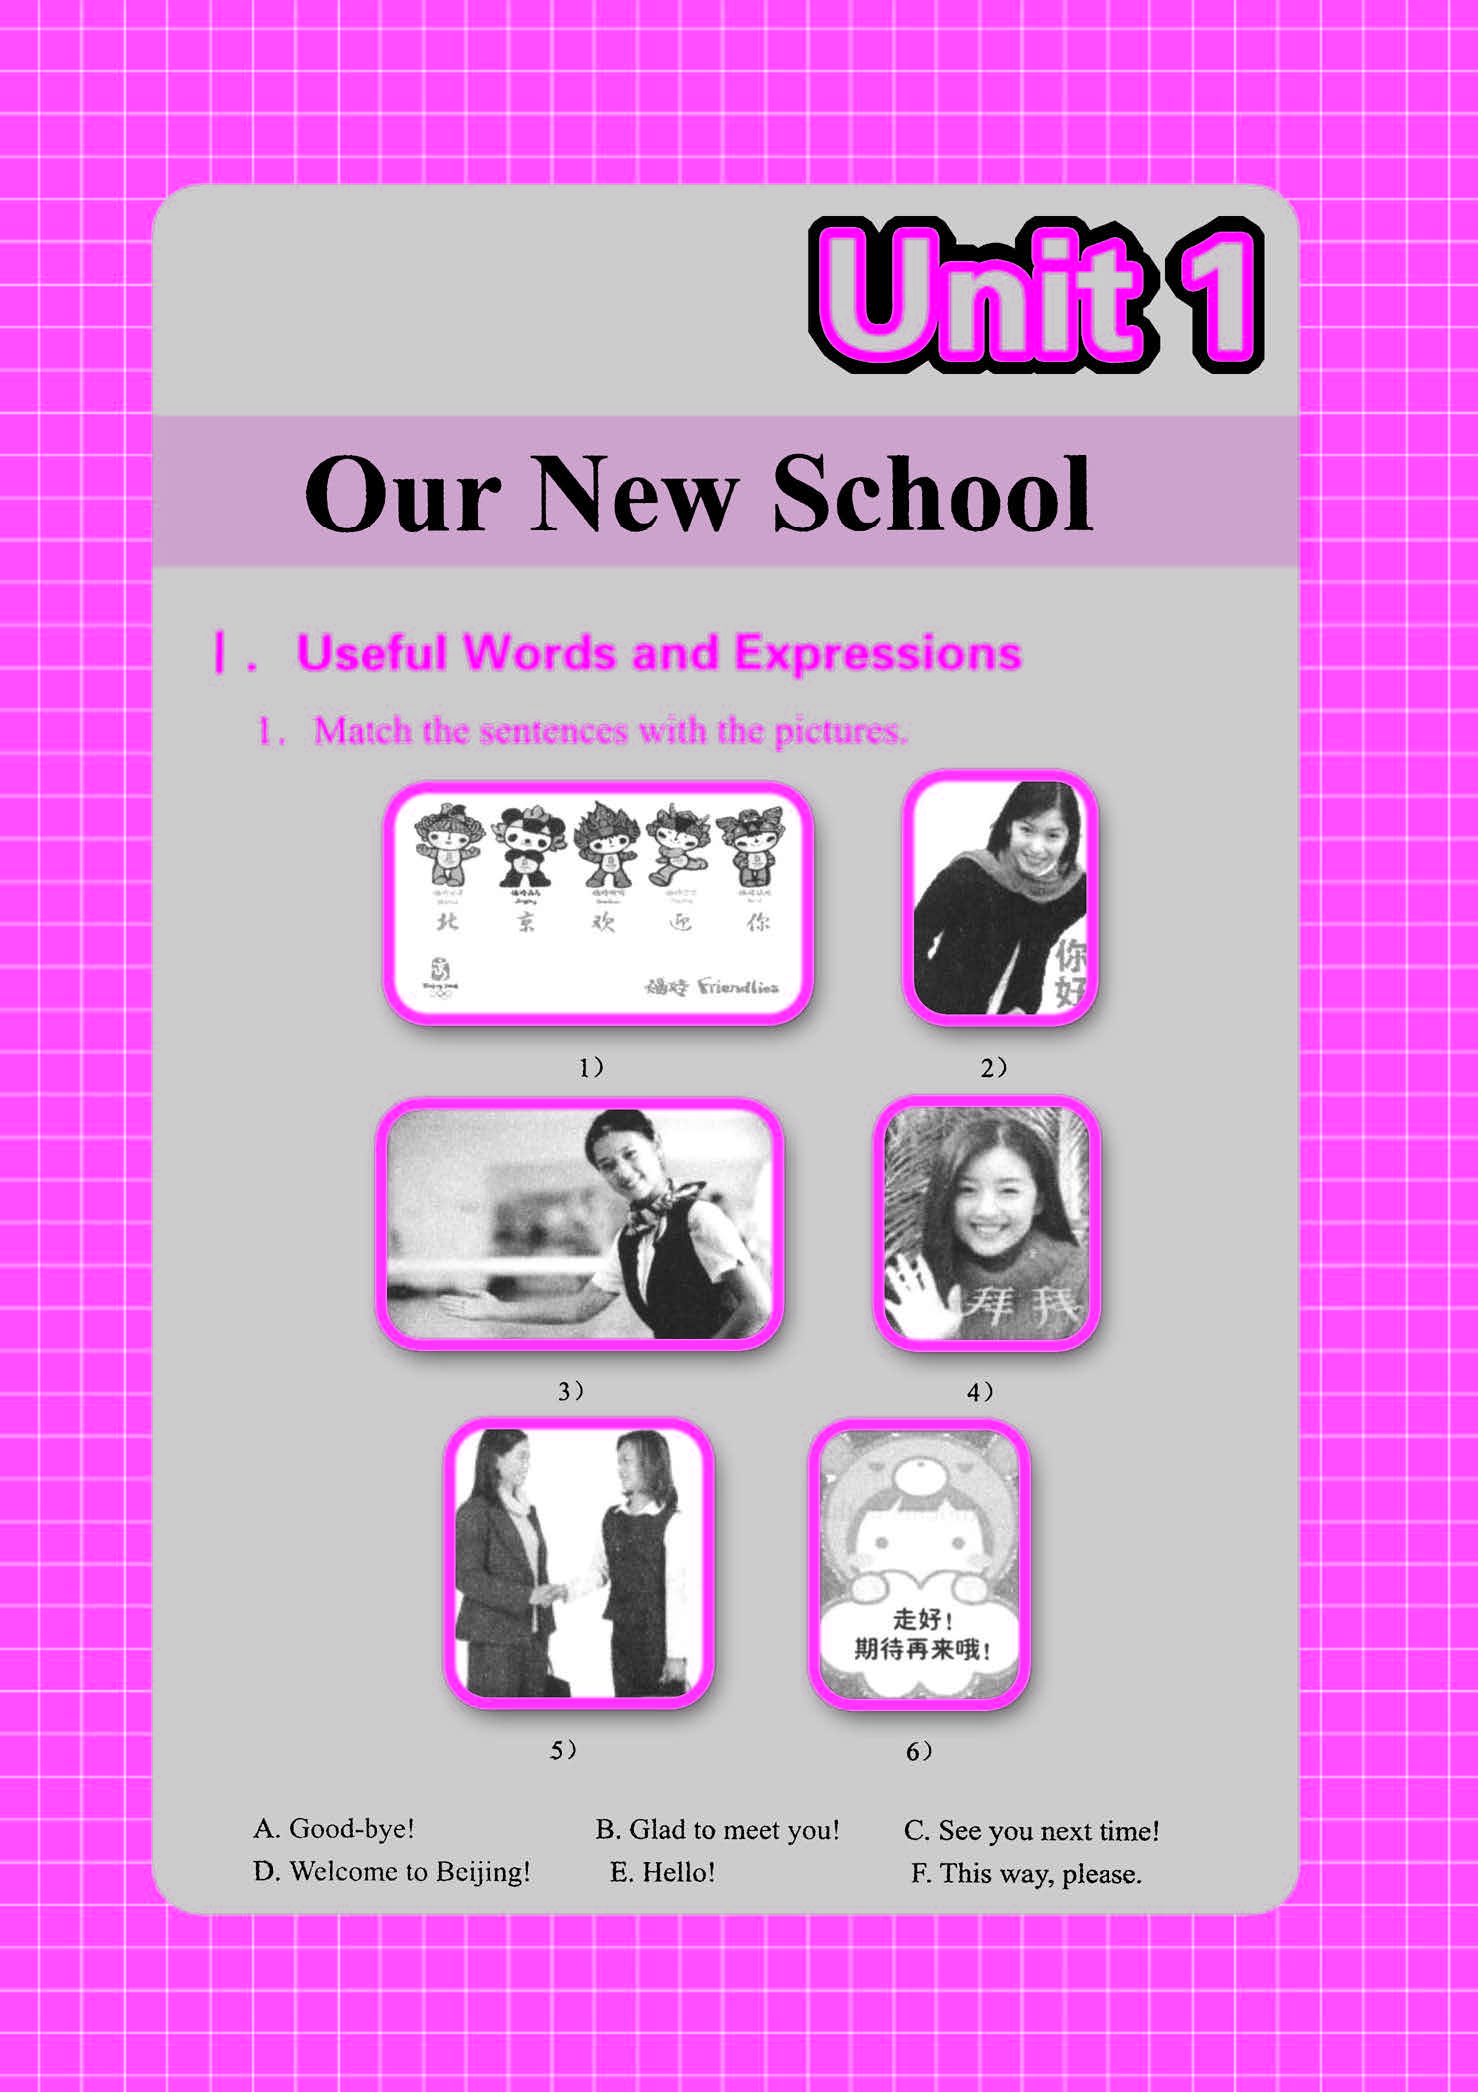 Unit 1
Our New School
Ⅰ. Useful Words and Expressions
1. Match the sentences with the pictures.
北 京 欢 迎 你
福娃 Friendlies
你
好
1)
2)
拜 拜
3)
4)
走好!
期待再来哦!
5)
6)
A. Good-bye! B. Glad to meet you! C. See you next time!
D. Welcome to Beijing! E. Hello! F. This way, please.